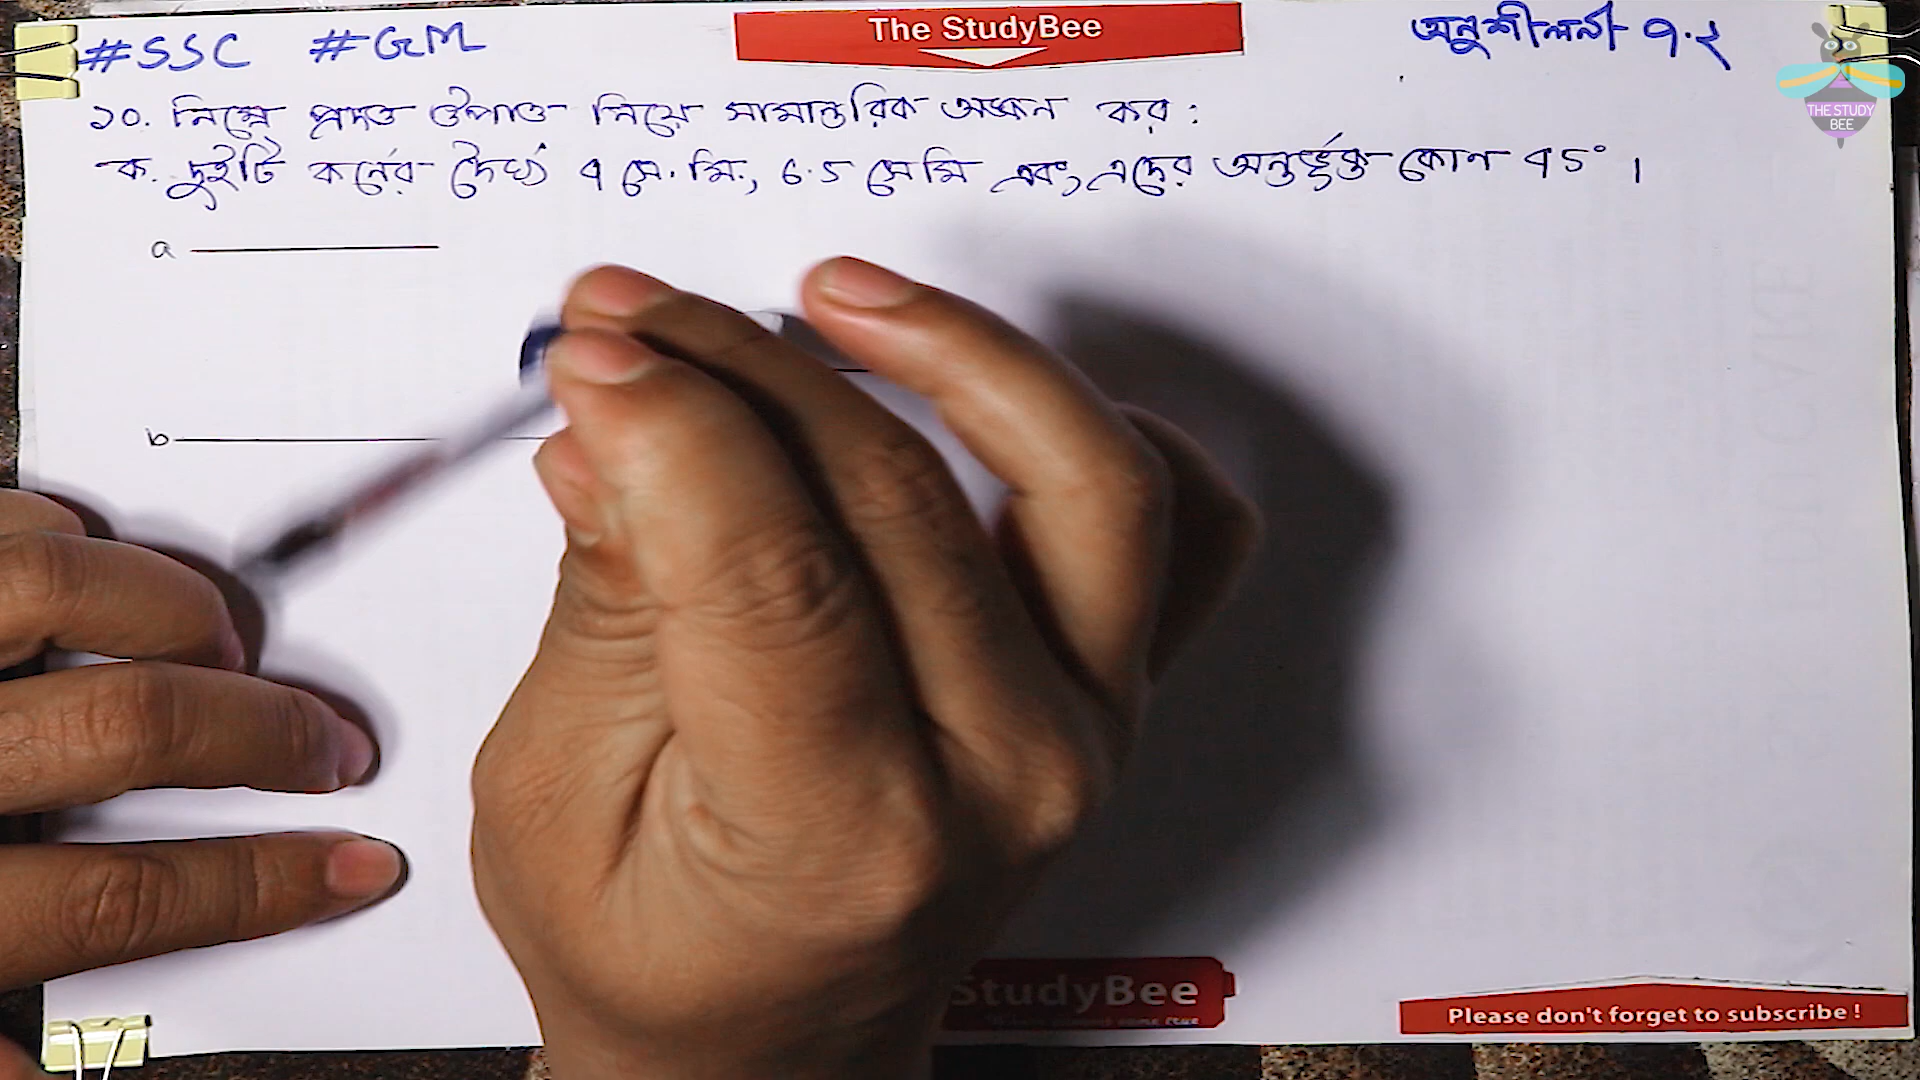 #SSC #GM
The StudyBee
অনুশীলনী ৭.২
THE STUDY
BEE
১০. নিম্নে প্রদত্ত উপাত্ত নিয়ে সামান্তরিক অঙ্কন কর:
ক. দুইটি কর্নের দৈর্ঘ্য ৭ সে.মি., ৬.৫ সেমি এবং এদের অন্তর্ভূক্ত কোণ ৭৫° ।
a
b
StudyBee
Please don't forget to subscribe !